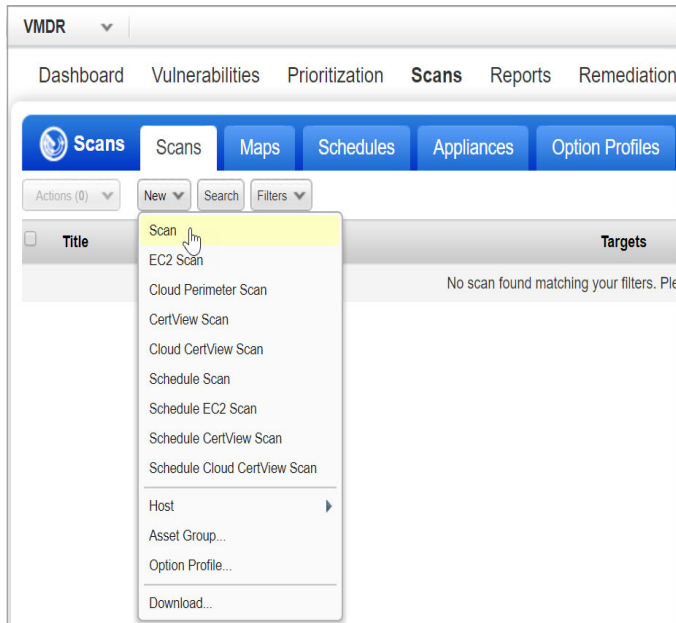 VMDR
Dashboard Vulnerabilities Prioritization Scans Reports Remediation
Scans Scans Maps Schedules Appliances Option Profiles
Actions (0) New Search Filters
Title Targets
No scan found matching your filters. Ple
Scan
EC2 Scan
Cloud Perimeter Scan
CertView Scan
Cloud CertView Scan
Schedule Scan
Schedule EC2 Scan
Schedule CertView Scan
Schedule Cloud CertView Scan
Host
Asset Group...
Option Profile...
Download...